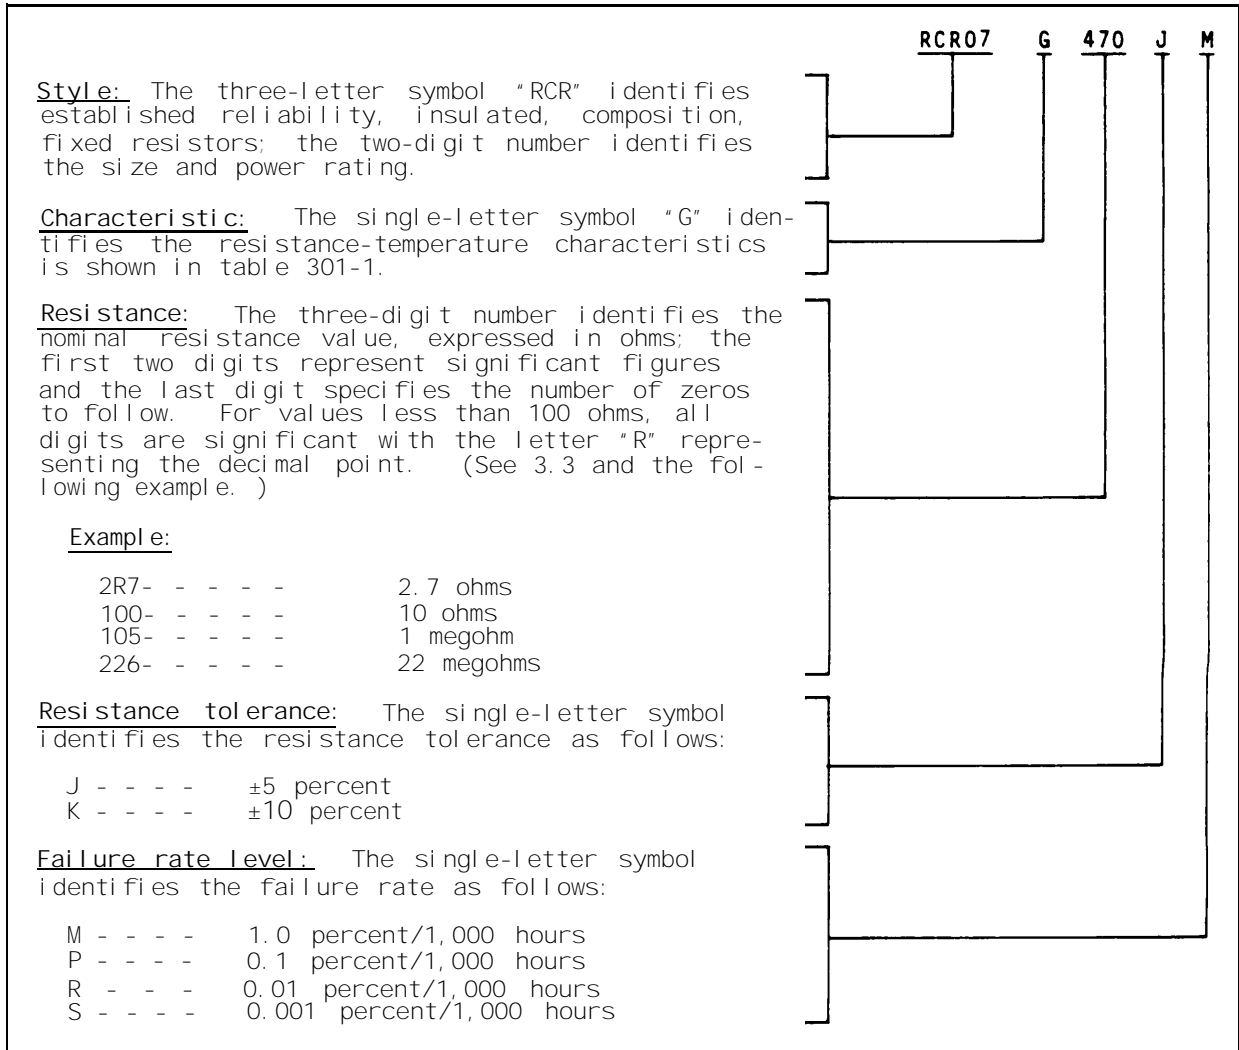 RCR07 G 470 J M
Style: The three-letter symbol "RCR" identifies
established reliability, insulated, composition,
fixed resistors; the two-digit number identifies
the size and power rating.
Characteristic: The single-letter symbol "G" iden-
tifies the resistance-temperature characteristics
is shown in table 301-1.
Resistance: The three-digit number identifies the
nominal resistance value, expressed in ohms; the
first two digits represent significant figures
and the last digit specifies the number of zeros
to follow. For values less than 100 ohms, all
digits are significant with the letter "R" repre-
senting the decimal point. (See 3.3 and the fol-
lowing example.)
Example:
2R7- - - - - 2.7 ohms
100- - - - - 10 ohms
105- - - - - 1 megohm
226- - - - - 22 megohms
Resistance tolerance: The single-letter symbol
identifies the resistance tolerance as follows:
J - - - - ±5 percent
K - - - - ±10 percent
Failure rate level: The single-letter symbol
identifies the failure rate as follows:
M - - - - 1.0 percent/1,000 hours
P - - - - 0.1 percent/1,000 hours
R - - - 0.01 percent/1,000 hours
S - - - - 0.001 percent/1,000 hours